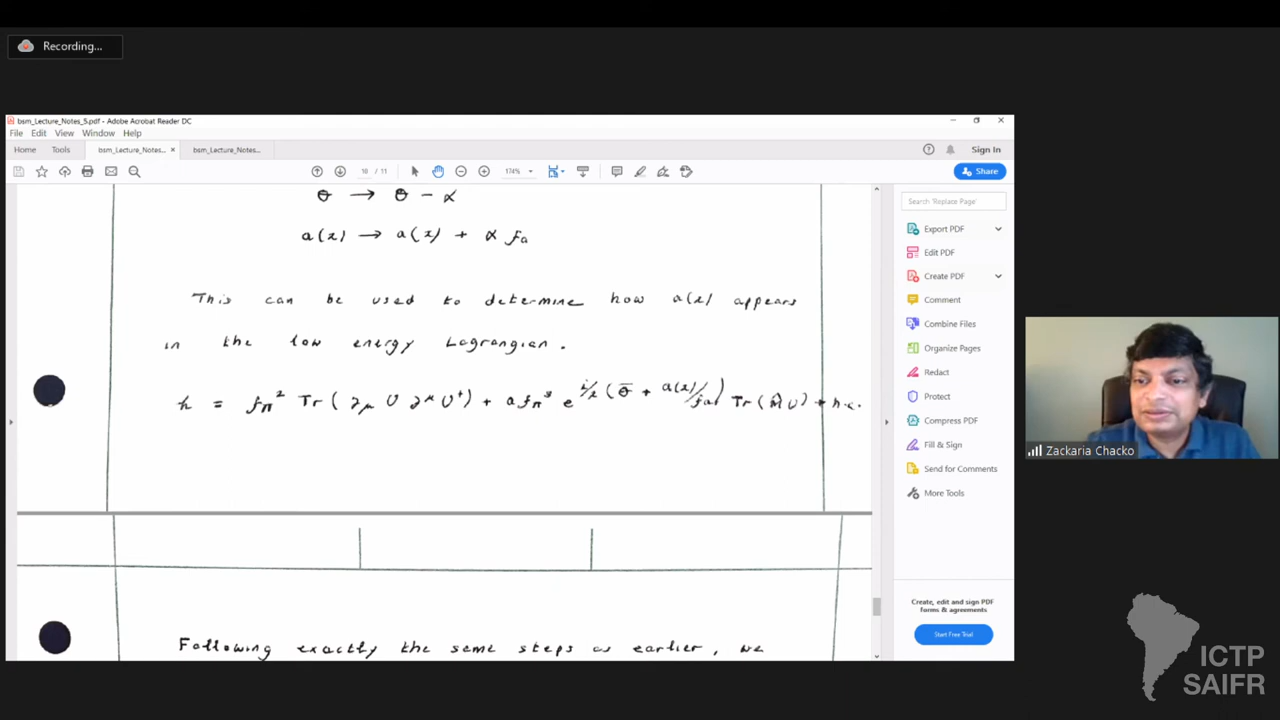 Recording...
bsm_Lecture_Notes_5.pdf - Adobe Acrobat Reader DC
File Edit View Window Help
Home Tools bsm_Lecture_Notes... × bsm_Lecture_Notes... Sign In
10 / 11 174% Share
θ → θ - α
a(x) → a(x) + α fa
This can be used to determine how a(x) appears
in the low energy Lagrangian.
L = fπ² Tr(∂μ U ∂^μ U†) + a fπ³ e^{i/2 (θ̄ + a(x)/fa)} Tr(M̂U) + h.c.
Following exactly the same steps as earlier, we
Search 'Replace Page'
Export PDF
Edit PDF
Create PDF
Comment
Combine Files
Organize Pages
Redact
Protect
Compress PDF
Fill & Sign
Send for Comments
More Tools
Create, edit and sign PDF
forms & agreements
Start Free Trial
Zackaria Chacko
ICTP
SAIFR